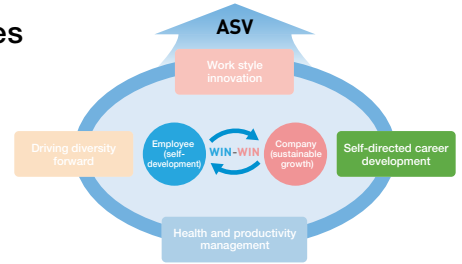 es
ASV
Work style
innovation
Driving diversity
forward
Employee
(self-
development)
WIN-WIN
Company
(sustainable
growth)
Self-directed career
development
Health and productivity
management